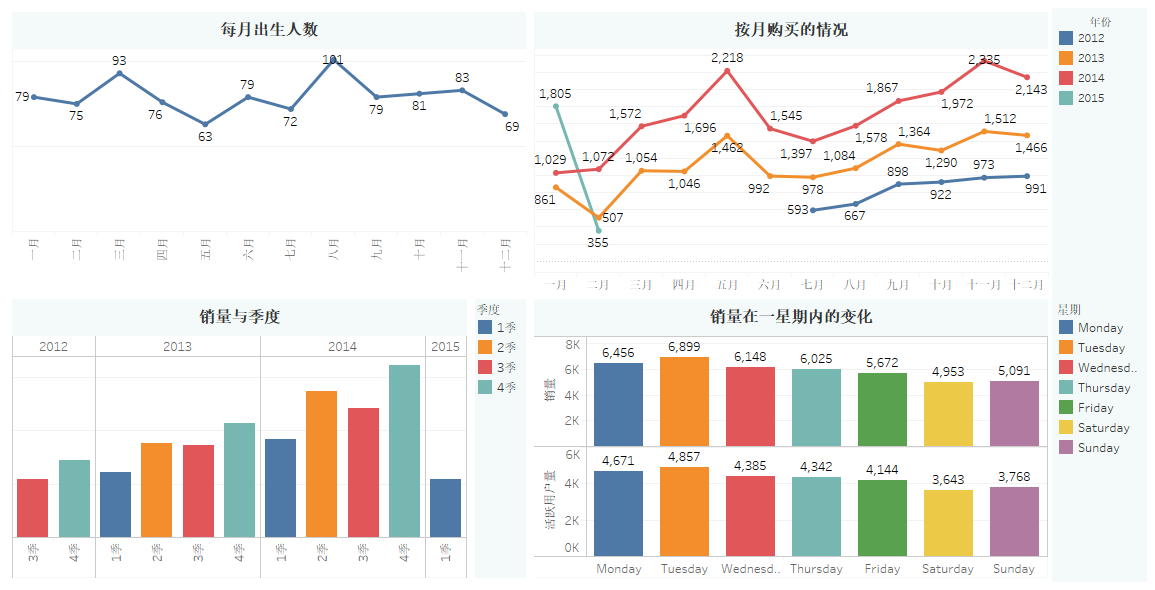 每月出生人数
79
75
93
76
63
79
72
101
79
81
83
69
一月
二月
三月
四月
五月
六月
七月
八月
九月
十月
十一月
十二月
按月购买的情况
1,805
355
1,029
1,072
1,572
1,696
2,218
1,545
1,397
1,578
1,867
1,972
2,335
2,143
861
507
1,054
1,046
1,462
992
978
1,084
1,364
1,290
1,512
1,466
593
667
898
922
973
991
一月 二月 三月 四月 五月 六月 七月 八月 九月 十月 十一月 十二月
年份
2012
2013
2014
2015
销量与季度
2012 2013 2014 2015
3季 4季 1季 2季 3季 4季 1季 2季 3季 4季 1季
季度
1季
2季
3季
4季
销量在一星期内的变化
销量
8K
6K
4K
2K
6,456 6,899 6,148 6,025 5,672 4,953 5,091
活跃用户量
6K
4K
2K
0K
4,671 4,857 4,385 4,342 4,144 3,643 3,768
Monday Tuesday Wednesd.. Thursday Friday Saturday Sunday
星期
Monday
Tuesday
Wednesd..
Thursday
Friday
Saturday
Sunday